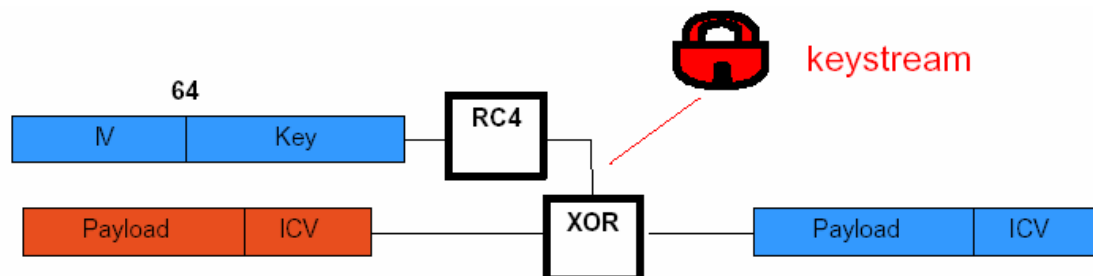 keystream
64
RC4
IV Key
XOR
Payload ICV
Payload ICV